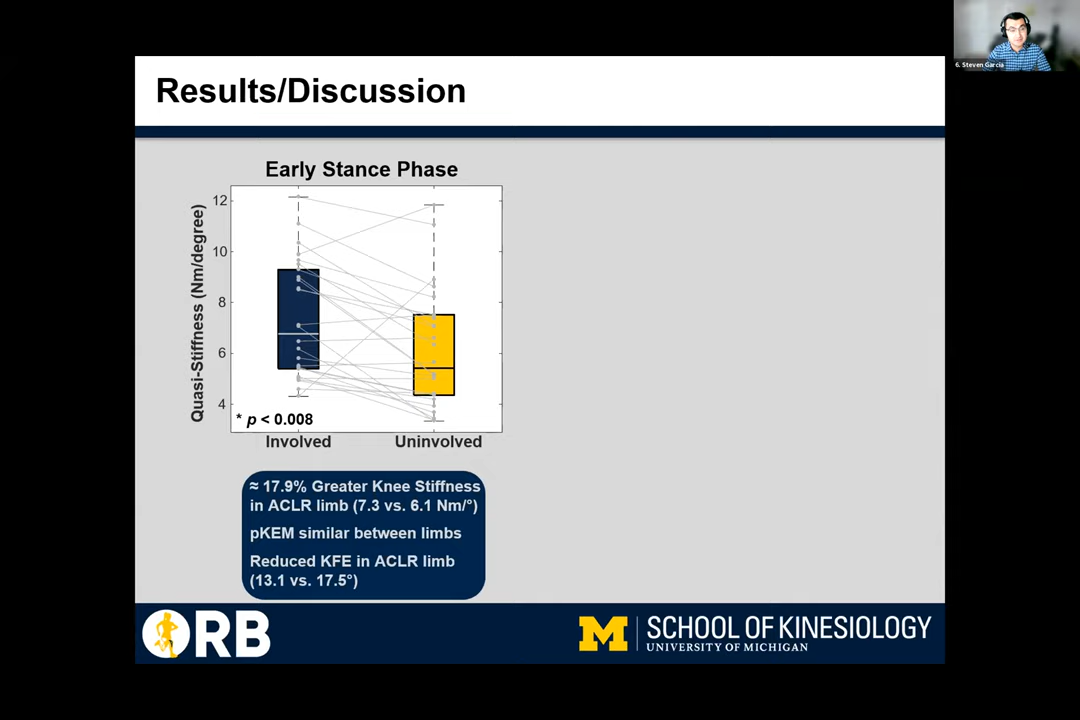 6. Steven Garcia
Results/Discussion
Early Stance Phase
Quasi-Stiffness (Nm/degree)
12
10
8
6
4
* p < 0.008
Involved
Uninvolved
≈ 17.9% Greater Knee Stiffness
in ACLR limb (7.3 vs. 6.1 Nm/°)
pKEM similar between limbs
Reduced KFE in ACLR limb
(13.1 vs. 17.5°)
ORB
M
SCHOOL OF KINESIOLOGY
UNIVERSITY OF MICHIGAN